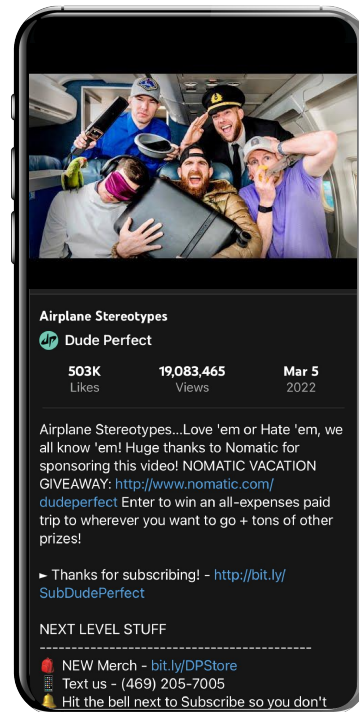 Airplane Stereotypes
Dude Perfect
503K 19,083,465 Mar 5
Likes Views 2022
Airplane Stereotypes...Love 'em or Hate 'em, we
all know 'em! Huge thanks to Nomatic for
sponsoring this video! NOMATIC VACATION
GIVEAWAY: http://www.nomatic.com/
dudeperfect Enter to win an all-expenses paid
trip to wherever you want to go + tons of other
prizes!
► Thanks for subscribing! - http://bit.ly/
SubDudePerfect
NEXT LEVEL STUFF
-------------------------------------------
NEW Merch - bit.ly/DPStore
Text us - (469) 205-7005
Hit the bell next to Subscribe so you don't